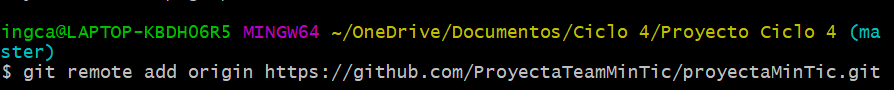 ingca@LAPTOP-KBDHO6R5 MINGW64 ~/OneDrive/Documentos/Ciclo 4/Proyecto Ciclo 4 (ma
ster)
$ git remote add origin https://github.com/ProyectaTeamMinTic/proyectaMinTic.git